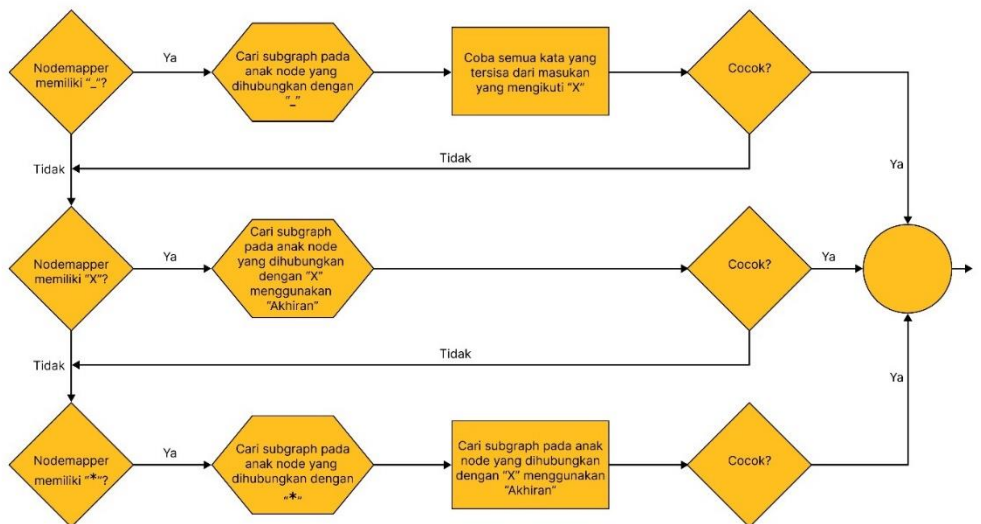 Nodemapper
memiliki "_"?
Ya
Cari subgraph pada
anak node yang
dihubungkan dengan
"_"
Coba semua kata yang
tersisa dari masukan
yang mengikuti "X"
Cocok?
Tidak
Tidak
Ya
Nodemapper
memiliki "X"?
Ya
Cari subgraph
pada anak node
yang dihubungkan
dengan "X"
menggunakan
"Akhiran"
Cocok?
Ya
Tidak
Tidak
Ya
Nodemapper
memiliki "*"?
Ya
Cari subgraph pada
anak node yang
dihubungkan dengan
"*"
Cari subgraph pada anak
node yang dihubungkan
dengan "X" menggunakan
"Akhiran"
Cocok?